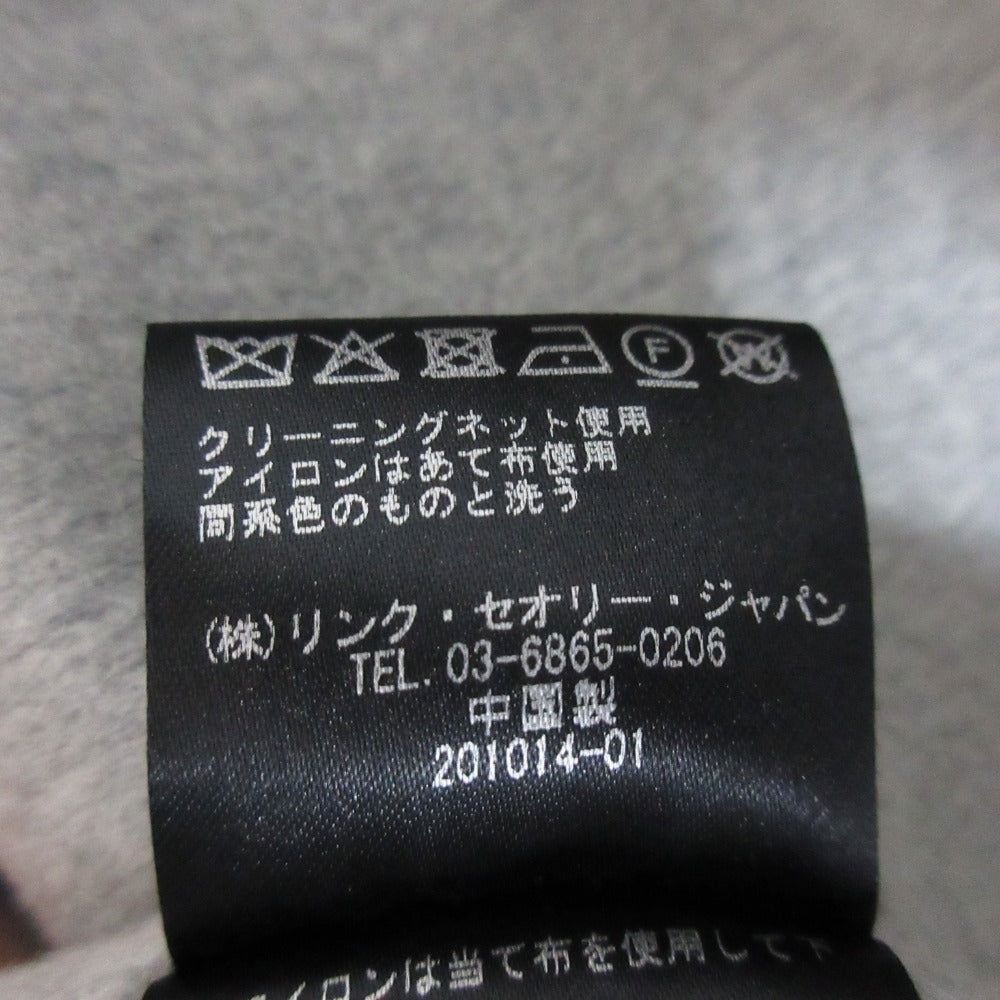 F
W
クリーニングネット使用
アイロンはあて布使用
間系色のものと洗う
(株)リンク・セオリー・ジャパン
TEL. 03-6865-0206
中国製
201014-01
アイロンは当て布を使用して下